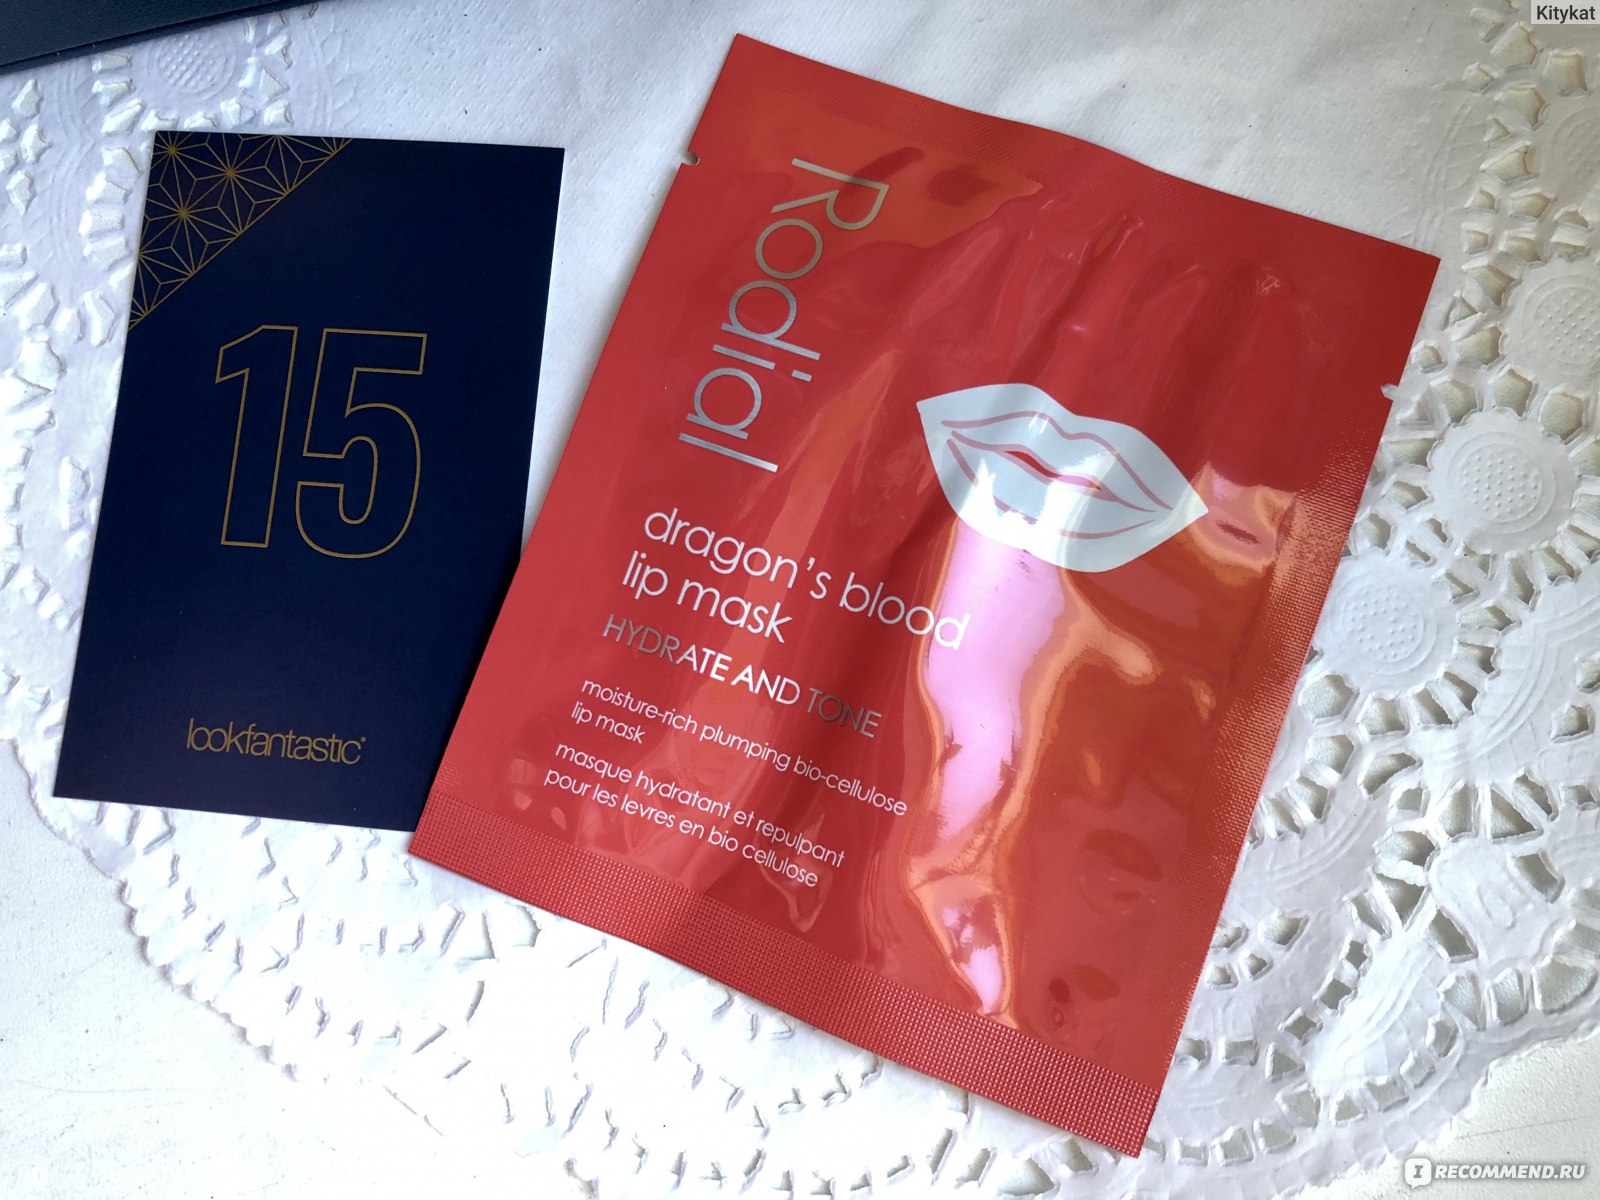 Kitykat
15
lookfantastic®
Rodial
dragon's blood
lip mask
HYDRATE AND TONE
moisture-rich plumping bio-cellulose
lip mask
masque hydratant et repulpant
pour les levres en bio cellulose
IRECOMMEND.RU